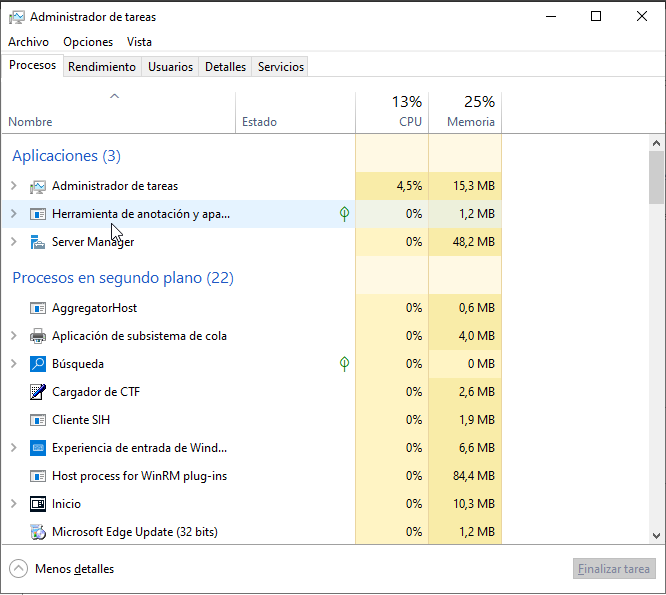 Administrador de tareas
Archivo Opciones Vista
Procesos Rendimiento Usuarios Detalles Servicios
13% 25%
Nombre Estado CPU Memoria
Aplicaciones (3)
Administrador de tareas 4,5% 15,3 MB
Herramienta de anotación y apa... 0% 1,2 MB
Server Manager 0% 48,2 MB
Procesos en segundo plano (22)
AggregatorHost 0% 0,6 MB
Aplicación de subsistema de cola 0% 4,0 MB
Búsqueda 0% 0 MB
Cargador de CTF 0% 2,6 MB
Cliente SIH 0% 1,9 MB
Experiencia de entrada de Wind... 0% 6,6 MB
Host process for WinRM plug-ins 0% 84,4 MB
Inicio 0% 10,3 MB
Microsoft Edge Update (32 bits) 0% 1,2 MB
Menos detalles Finalizar tarea